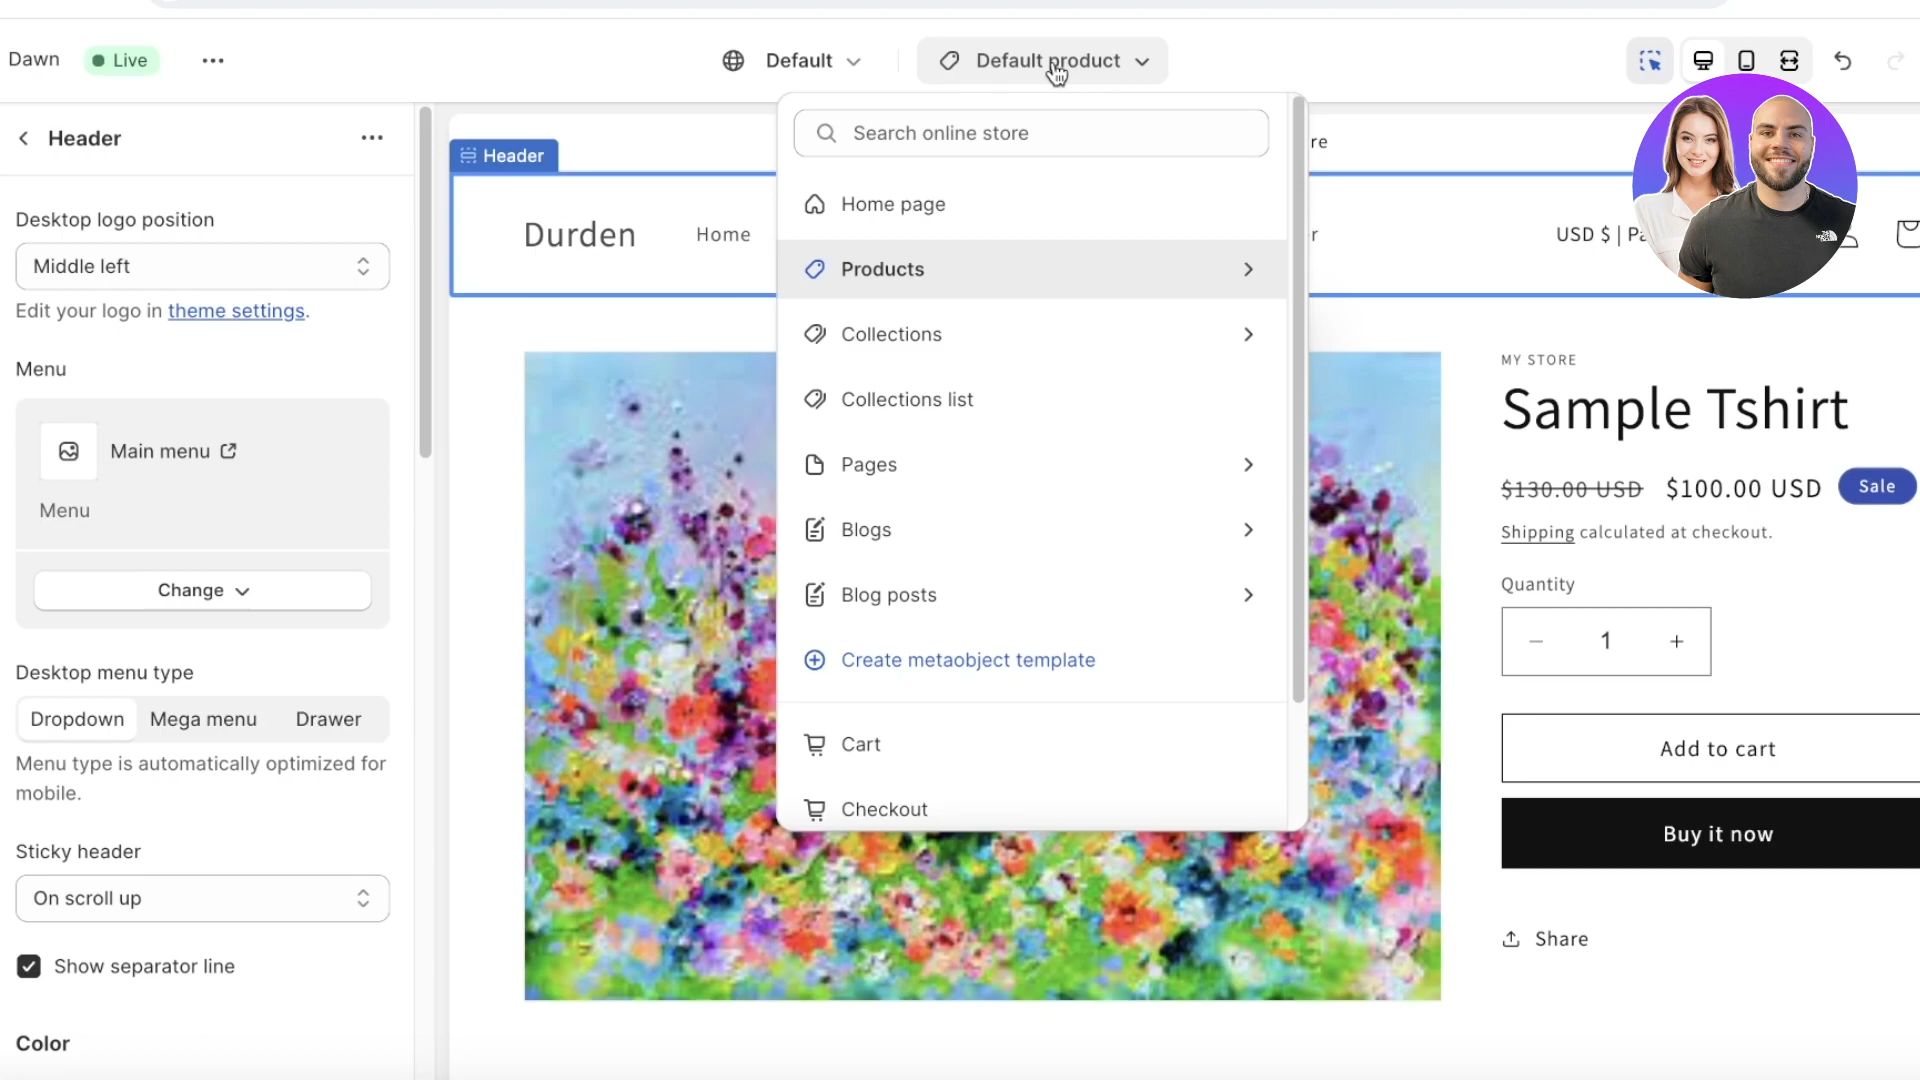 Dawn
Live
Default
Default product
Header
Desktop logo position
Middle left
Edit your logo in theme settings.
Menu
Main menu
Menu
Change
Desktop menu type
Dropdown
Mega menu
Drawer
Menu type is automatically optimized for
mobile.
Sticky header
On scroll up
Show separator line
Color
Header
Durden
Home
Search online store
Home page
Products
Collections
Collections list
Pages
Blogs
Blog posts
Create metaobject template
Cart
Checkout
re
r
USD $ | Pa
MY STORE
Sample Tshirt
$130.00 USD
$100.00 USD
Sale
Shipping calculated at checkout.
Quantity
1
Add to cart
Buy it now
Share